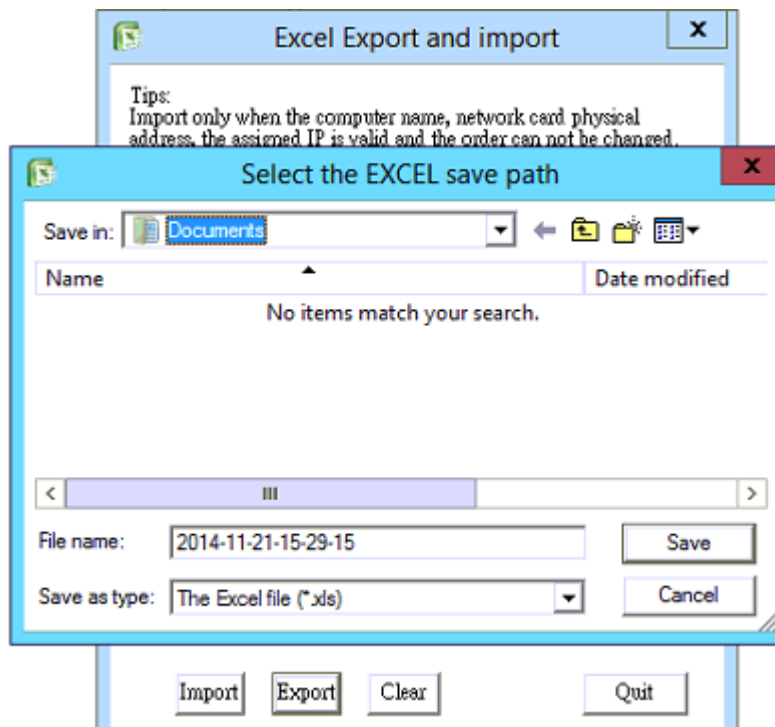 Excel Export and import
x
Tips:
Import only when the computer name, network card physical
address, the assigned IP is valid and the order can not be changed.
Select the EXCEL save path
x
Save in: Documents
Name Date modified
No items match your search.
File name: 2014-11-21-15-29-15 Save
Save as type: The Excel file (*.xls) Cancel
Import Export Clear Quit